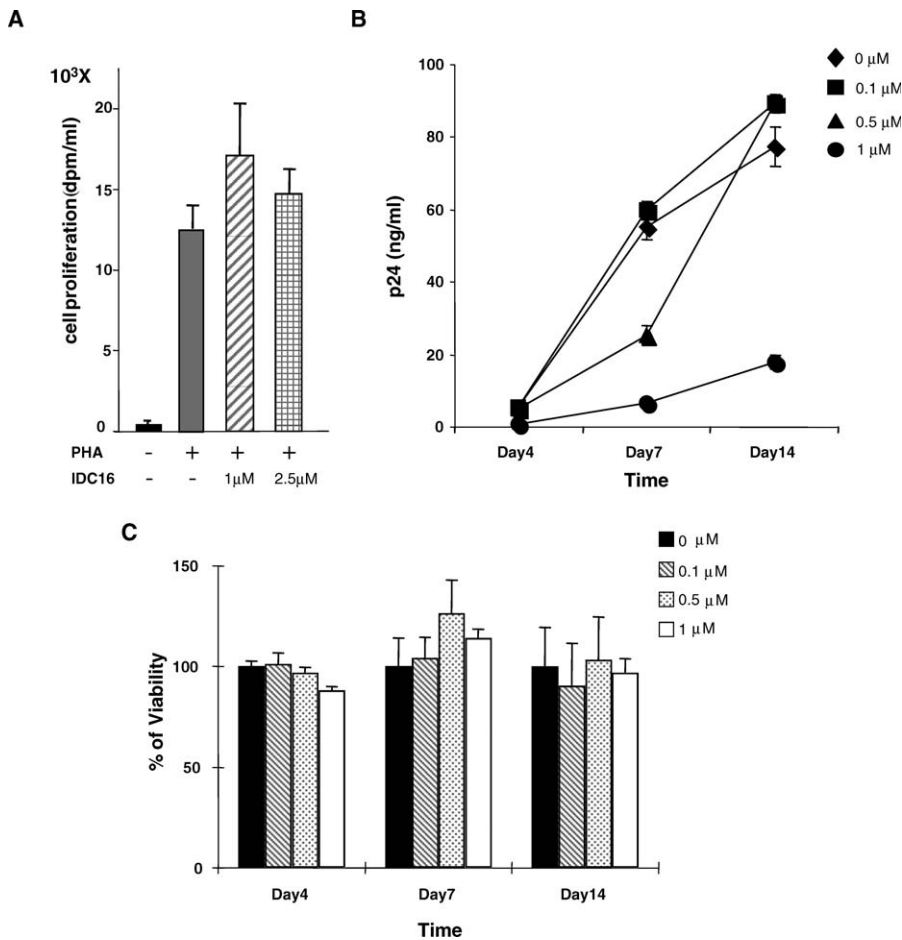 A
10³X
20
15
10
5
0
cell proliferation(dpm/ml)
PHA - + + +
IDC16 - - 1μM 2.5μM
B
100
80
60
40
20
0
p24 (ng/ml)
Day4 Day7 Day14
Time
0 μM
0.1 μM
0.5 μM
1 μM
C
150
100
50
0
% of Viability
Day4 Day7 Day14
Time
0 μM
0.1 μM
0.5 μM
1 μM